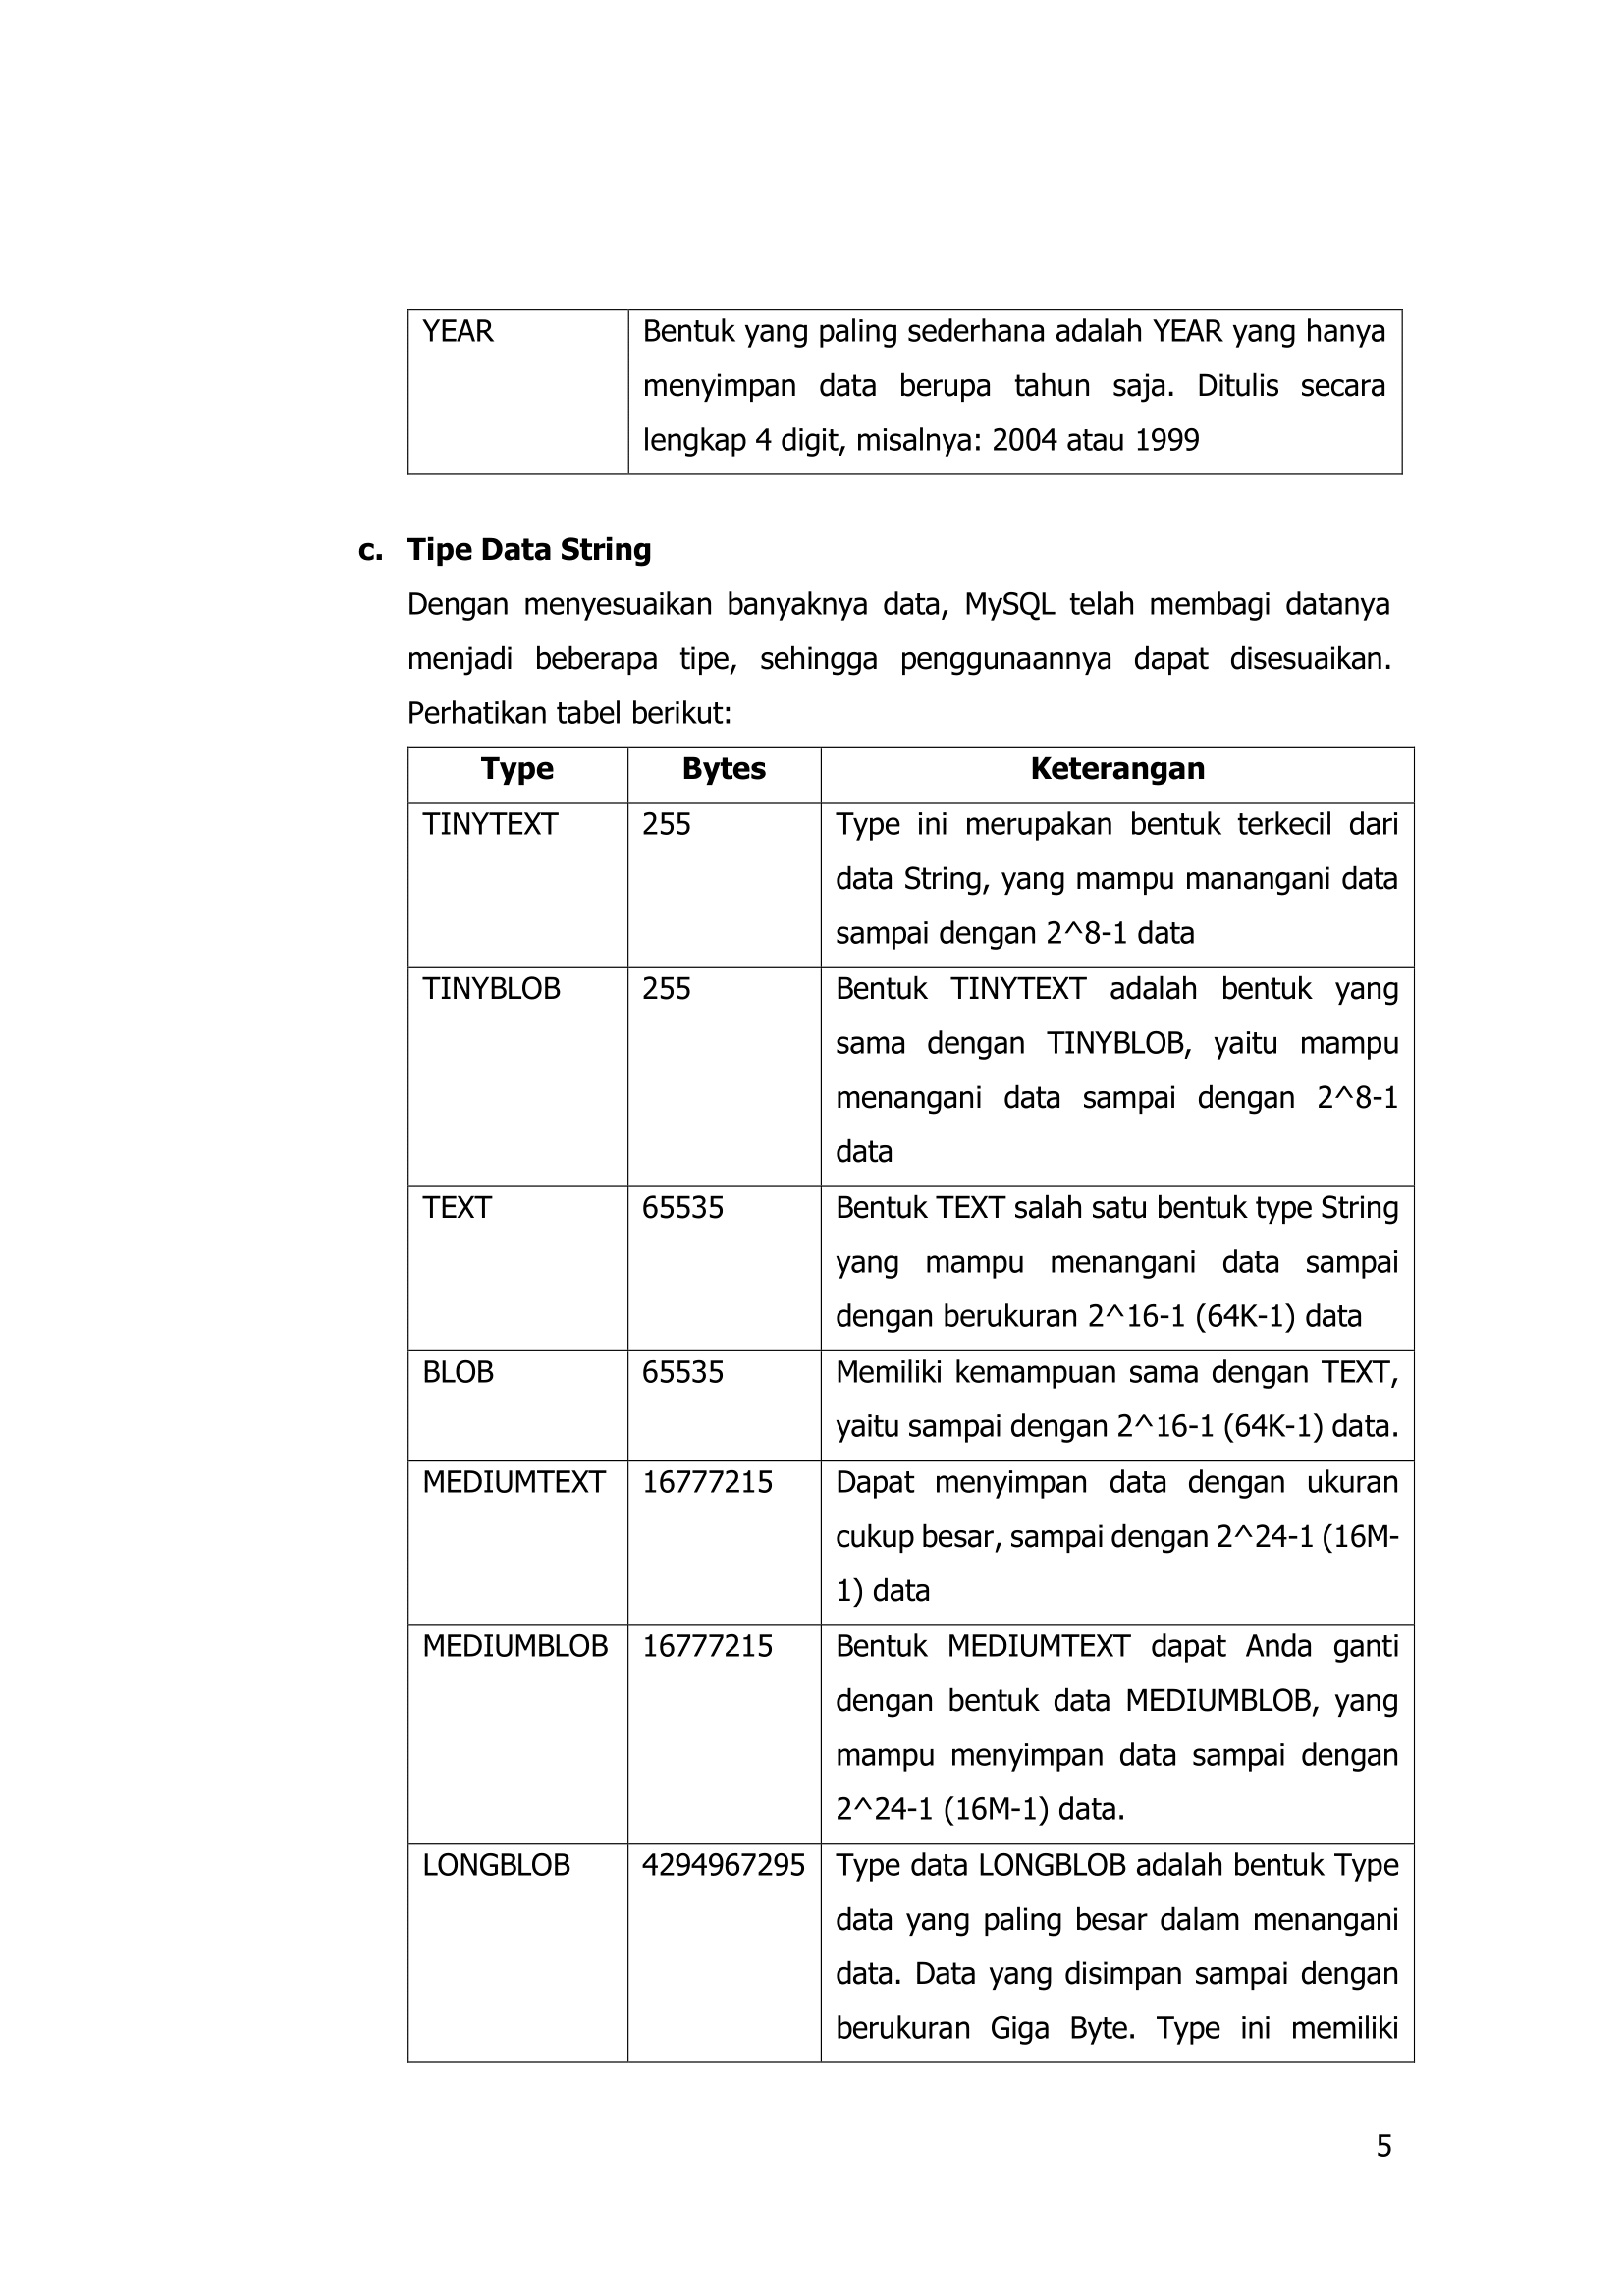 YEAR
Bentuk yang paling sederhana adalah YEAR yang hanya
menyimpan data berupa tahun saja. Ditulis secara
lengkap 4 digit, misalnya: 2004 atau 1999
c. Tipe Data String
Dengan menyesuaikan banyaknya data, MySQL telah membagi datanya
menjadi beberapa tipe, sehingga penggunaannya dapat disesuaikan.
Perhatikan tabel berikut:
Type Bytes Keterangan
TINYTEXT 255 Type ini merupakan bentuk terkecil dari
data String, yang mampu manangani data
sampai dengan 2^8-1 data
TINYBLOB 255 Bentuk TINYTEXT adalah bentuk yang
sama dengan TINYBLOB, yaitu mampu
menangani data sampai dengan 2^8-1
data
TEXT 65535 Bentuk TEXT salah satu bentuk type String
yang mampu menangani data sampai
dengan berukuran 2^16-1 (64K-1) data
BLOB 65535 Memiliki kemampuan sama dengan TEXT,
yaitu sampai dengan 2^16-1 (64K-1) data.
MEDIUMTEXT 16777215 Dapat menyimpan data dengan ukuran
cukup besar, sampai dengan 2^24-1 (16M-
1) data
MEDIUMBLOB 16777215 Bentuk MEDIUMTEXT dapat Anda ganti
dengan bentuk data MEDIUMBLOB, yang
mampu menyimpan data sampai dengan
2^24-1 (16M-1) data.
LONGBLOB 4294967295 Type data LONGBLOB adalah bentuk Type
data yang paling besar dalam menangani
data. Data yang disimpan sampai dengan
berukuran Giga Byte. Type ini memiliki
5